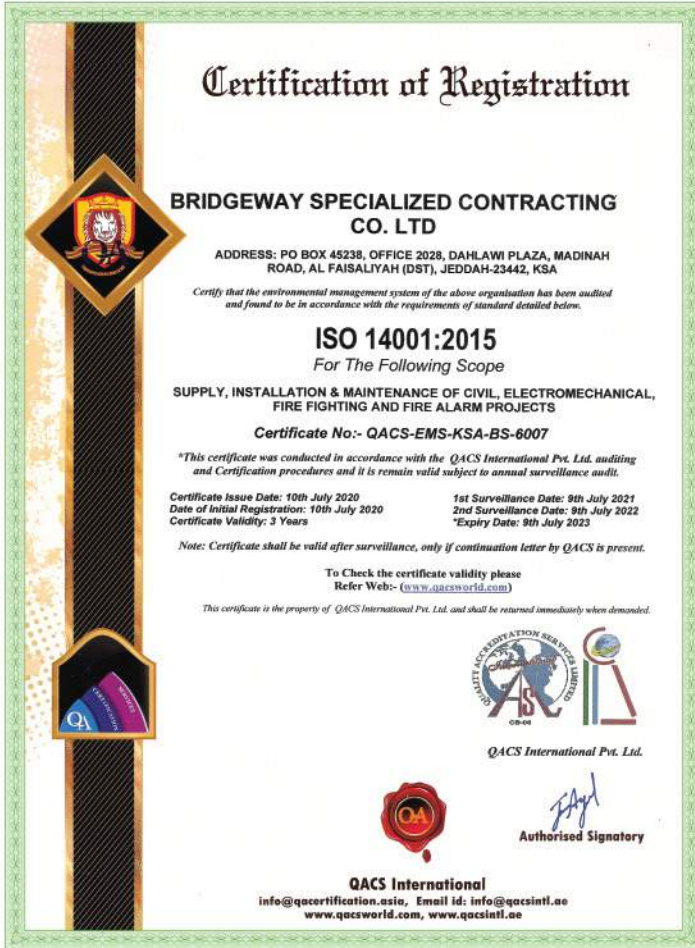 Certification of Registration
BRIDGEWAY SPECIALIZED CONTRACTING
CO. LTD
ADDRESS: PO BOX 45238, OFFICE 2028, DAHLAWI PLAZA, MADINAH
ROAD, AL FAISALIYAH (DST), JEDDAH-23442, KSA
Certify that the environmental management system of the above organisation has been audited
and found to be in accordance with the requirements of standard detailed below.
ISO 14001:2015
For The Following Scope
SUPPLY, INSTALLATION & MAINTENANCE OF CIVIL, ELECTROMECHANICAL,
FIRE FIGHTING AND FIRE ALARM PROJECTS
Certificate No:- QACS-EMS-KSA-BS-6007
*This certificate was conducted in accordance with the QACS International Pvt. Ltd. auditing
and Certification procedures and it is remain valid subject to annual surveillance audit.
Certificate Issue Date: 10th July 2020
Date of Initial Registration: 10th July 2020
Certificate Validity: 3 Years
1st Surveillance Date: 9th July 2021
2nd Surveillance Date: 9th July 2022
*Expiry Date: 9th July 2023
Note: Certificate shall be valid after surveillance, only if continuation letter by QACS is present.
To Check the certificate validity please
Refer Web:- (www.qacsworld.com)
This certificate is the property of QACS International Pvt. Ltd. and shall be returned immediately when demanded.
QUALITY ACCREDITATION SERVICES LIMITED
CB-06
QA
CERTIFICATION
SERVICES
QACS International Pvt. Ltd.
QA
Authorised Signatory
QACS International
info@qacertification.asia, Email id: info@qacsintl.ae
www.qacsworld.com, www.qacsintl.ae